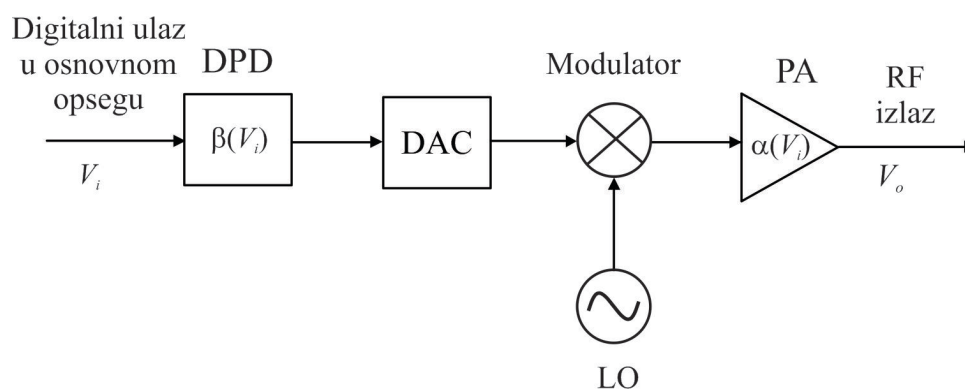 Digitalni ulaz
u osnovnom
opsegu
DPD
Modulator
PA
RF
izlaz
β(Vᵢ)
DAC
α(Vᵢ)
Vᵢ
Vₒ
LO